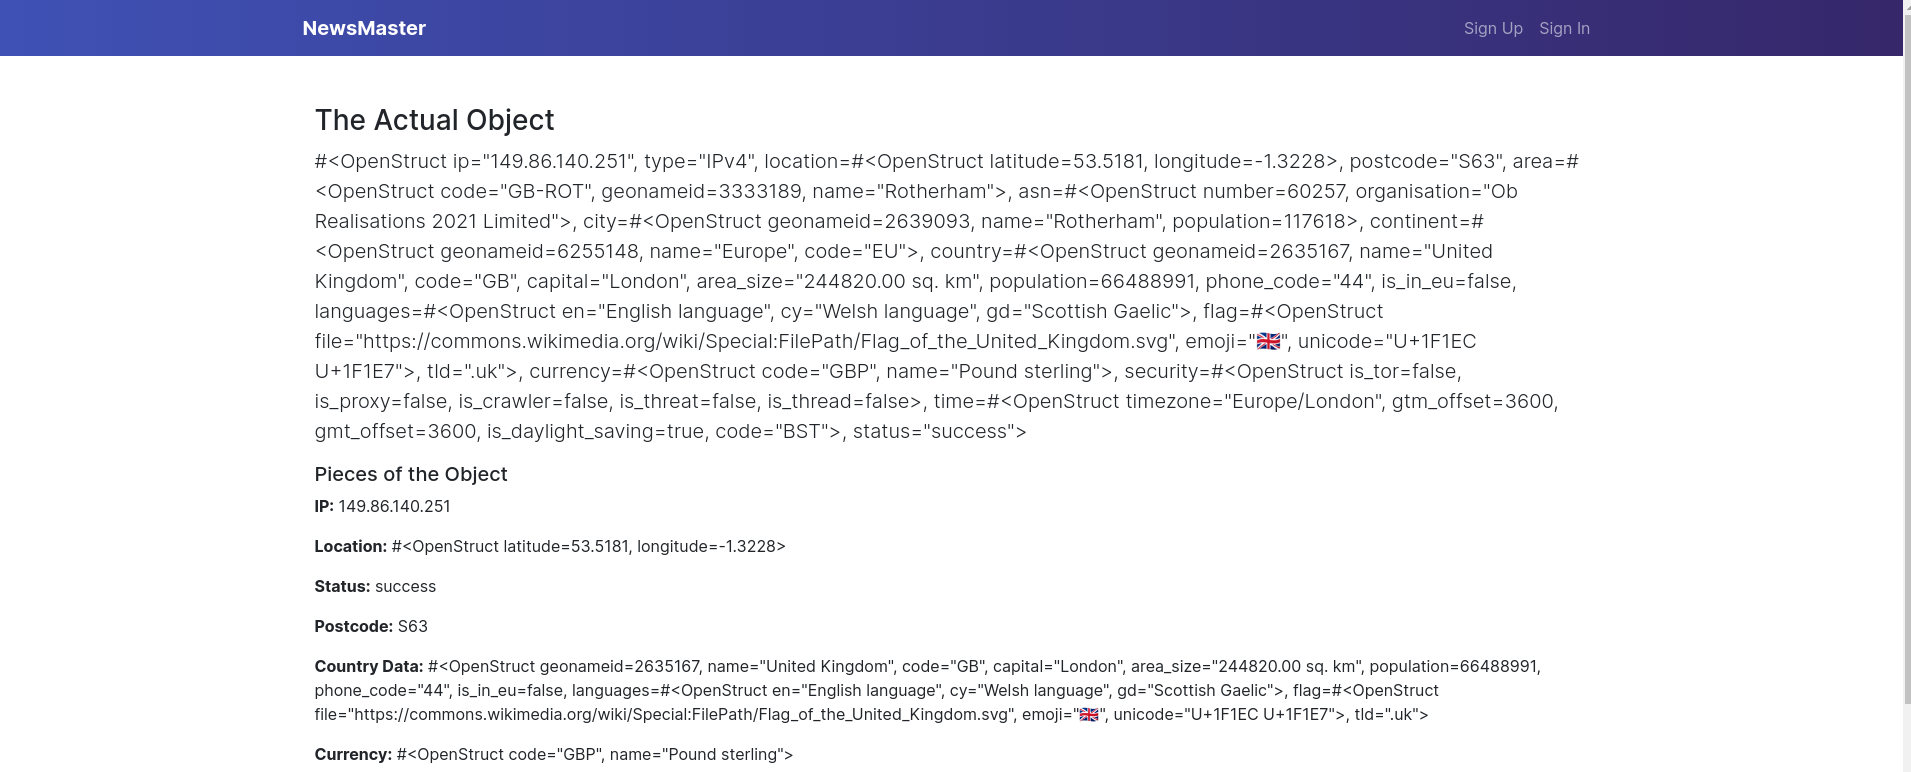 NewsMaster
Sign Up Sign In
The Actual Object
#<OpenStruct ip="149.86.140.251", type="IPv4", location=#<OpenStruct latitude=53.5181, longitude=-1.3228>, postcode="S63", area=#
<OpenStruct code="GB-ROT", geonameid=3333189, name="Rotherham">, asn=#<OpenStruct number=60257, organisation="Ob
Realisations 2021 Limited">, city=#<OpenStruct geonameid=2639093, name="Rotherham", population=117618>, continent=#
<OpenStruct geonameid=6255148, name="Europe", code="EU">, country=#<OpenStruct geonameid=2635167, name="United
Kingdom", code="GB", capital="London", area_size="244820.00 sq. km", population=66488991, phone_code="44", is_in_eu=false,
languages=#<OpenStruct en="English language", cy="Welsh language", gd="Scottish Gaelic">, flag=#<OpenStruct
file="https://commons.wikimedia.org/wiki/Special:FilePath/Flag_of_the_United_Kingdom.svg", emoji="🇬🇧", unicode="U+1F1EC
U+1F1E7">, tld=".uk">, currency=#<OpenStruct code="GBP", name="Pound sterling">, security=#<OpenStruct is_tor=false,
is_proxy=false, is_crawler=false, is_threat=false, is_thread=false>, time=#<OpenStruct timezone="Europe/London", gtm_offset=3600,
gmt_offset=3600, is_daylight_saving=true, code="BST">, status="success">
Pieces of the Object
IP: 149.86.140.251
Location: #<OpenStruct latitude=53.5181, longitude=-1.3228>
Status: success
Postcode: S63
Country Data: #<OpenStruct geonameid=2635167, name="United Kingdom", code="GB", capital="London", area_size="244820.00 sq. km", population=66488991,
phone_code="44", is_in_eu=false, languages=#<OpenStruct en="English language", cy="Welsh language", gd="Scottish Gaelic">, flag=#<OpenStruct
file="https://commons.wikimedia.org/wiki/Special:FilePath/Flag_of_the_United_Kingdom.svg", emoji="🇬🇧", unicode="U+1F1EC U+1F1E7">, tld=".uk">
Currency: #<OpenStruct code="GBP", name="Pound sterling">